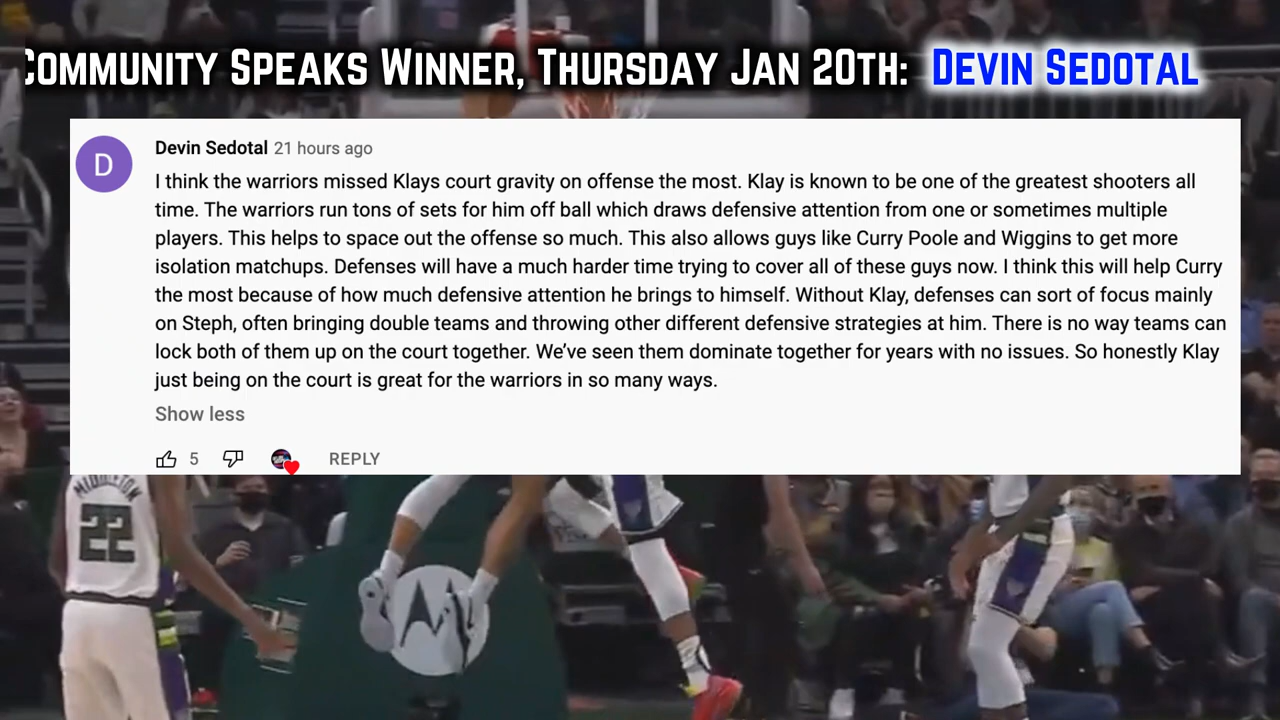 COMMUNITY SPEAKS WINNER, THURSDAY JAN 20TH: DEVIN SEDOTAL
D
Devin Sedotal 21 hours ago
I think the warriors missed Klays court gravity on offense the most. Klay is known to be one of the greatest shooters all
time. The warriors run tons of sets for him off ball which draws defensive attention from one or sometimes multiple
players. This helps to space out the offense so much. This also allows guys like Curry Poole and Wiggins to get more
isolation matchups. Defenses will have a much harder time trying to cover all of these guys now. I think this will help Curry
the most because of how much defensive attention he brings to himself. Without Klay, defenses can sort of focus mainly
on Steph, often bringing double teams and throwing other different defensive strategies at him. There is no way teams can
lock both of them up on the court together. We’ve seen them dominate together for years with no issues. So honestly Klay
just being on the court is great for the warriors in so many ways.
Show less
5 REPLY
MIDDLETON
22